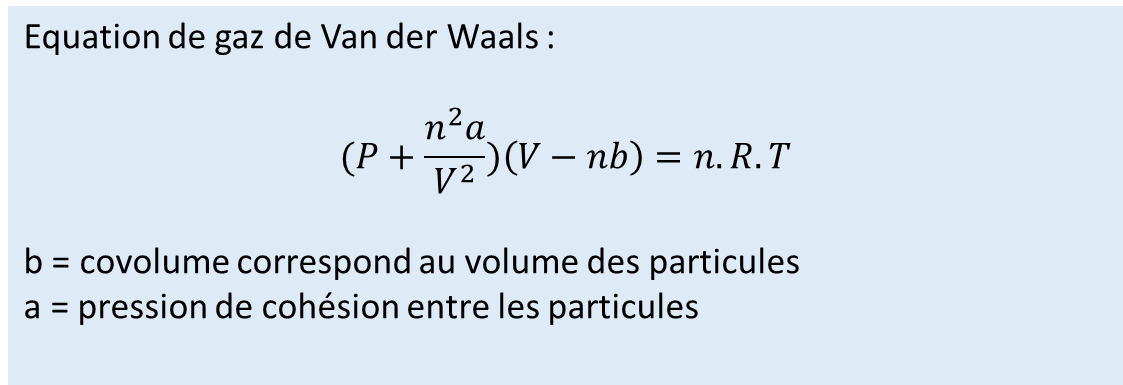 Equation de gaz de Van der Waals :
(P + n²a/V²)(V − nb) = n.R.T
b = covolume correspond au volume des particules
a = pression de cohésion entre les particules